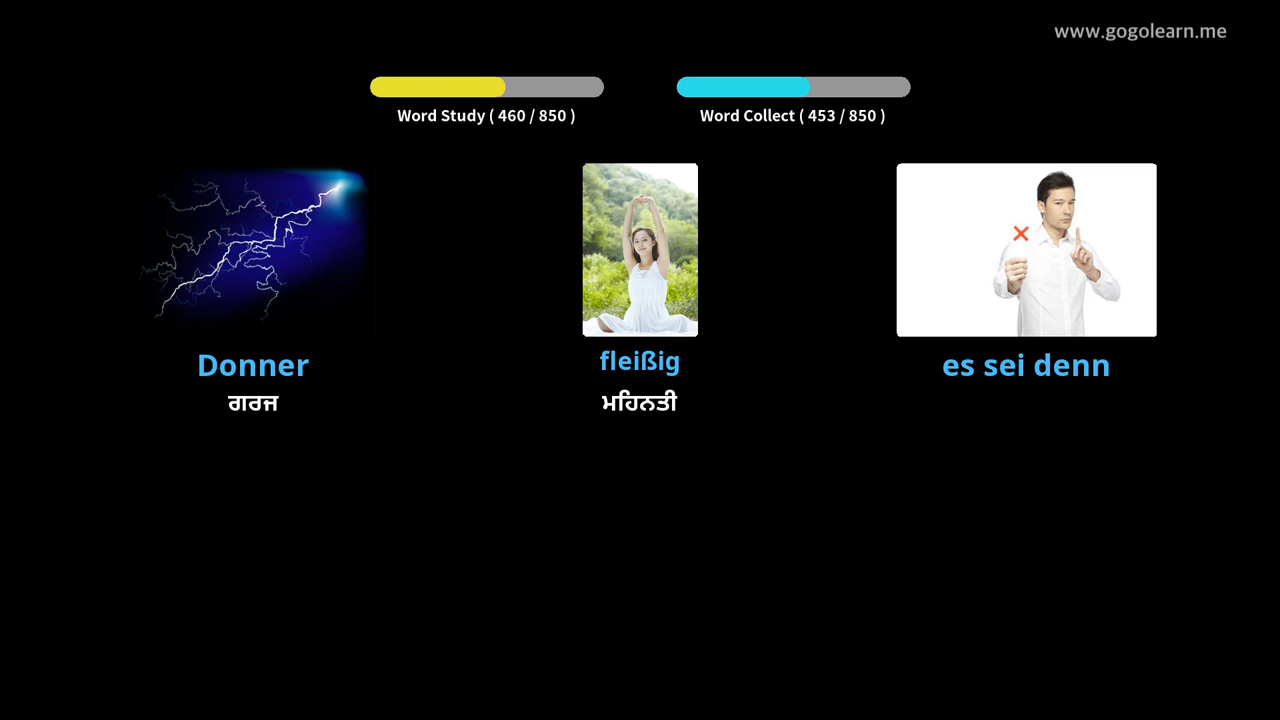 www.gogolearn.me
Word Study ( 460 / 850 )
Word Collect ( 453 / 850 )
Donner
ਗਰਜ
fleißig
ਮਹਿਨਤੀ
es sei denn